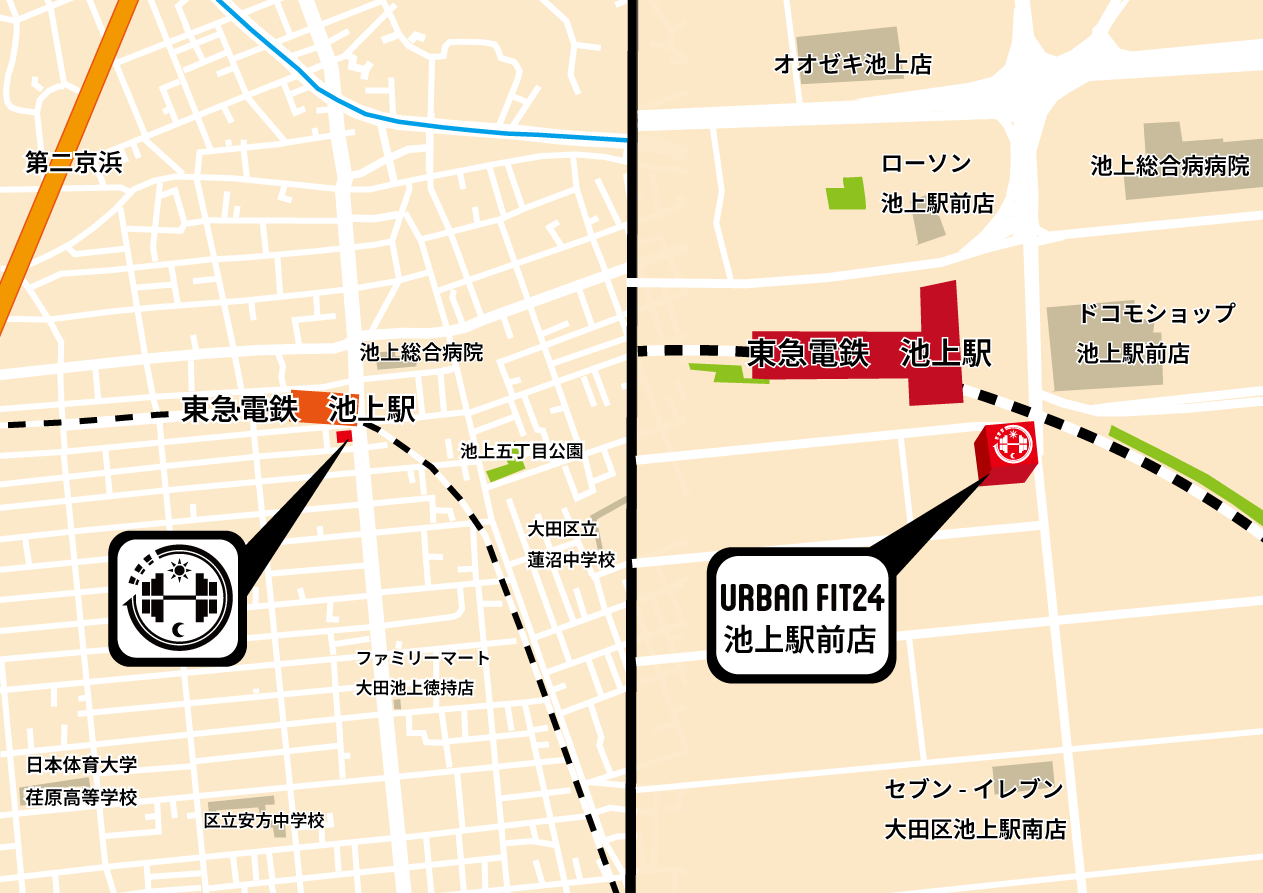 第二京浜
池上総合病院
東急電鉄　池上駅
池上五丁目公園
大田区立
蓮沼中学校
ファミリーマート
大田池上徳持店
日本体育大学
荏原高等学校
区立安方中学校
オオゼキ池上店
ローソン
池上駅前店
池上総合病病院
ドコモショップ
池上駅前店
東急電鉄　池上駅
URBAN FIT24
池上駅前店
セブン - イレブン
大田区池上駅南店